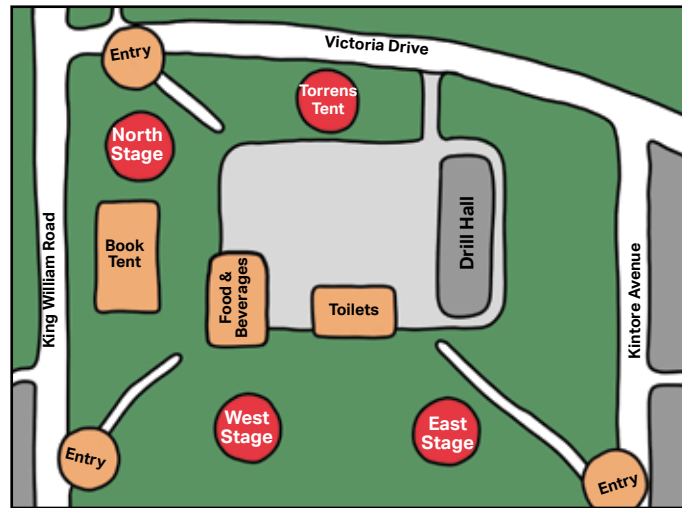 Entry
Victoria Drive
Torrens
Tent
North
Stage
King William Road
Book
Tent
Food &
Beverages
Toilets
Drill Hall
Kintore Avenue
West
Stage
East
Stage
Entry
Entry